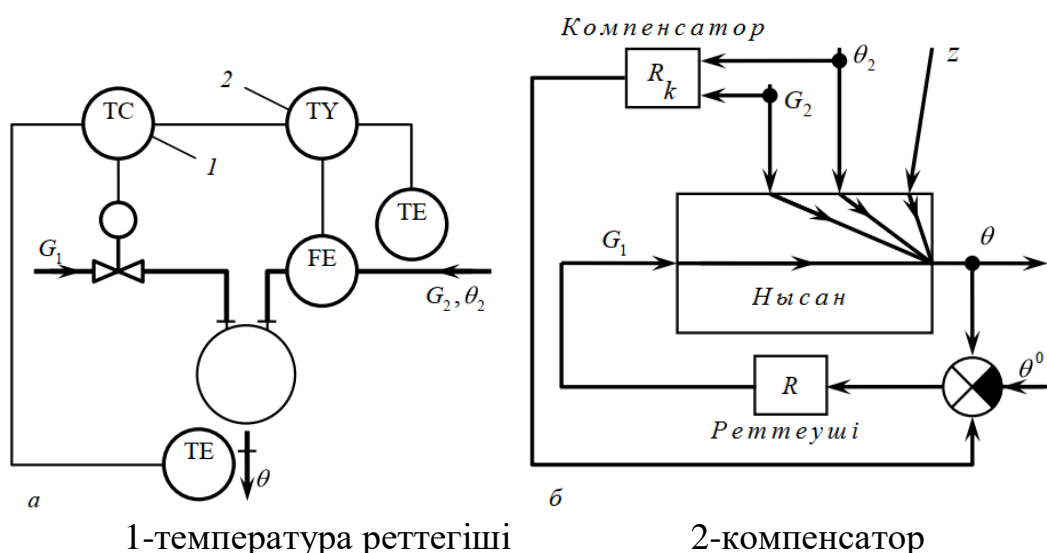 Компенсатор
2
TC
TY
1
TE
G₁
FE
G₂, θ₂
TE
θ
а
R_k
θ₂
z
G₂
G₁
θ
Нысан
θ⁰
R
Реттеуші
б
1-температура реттегіші 2-компенсатор